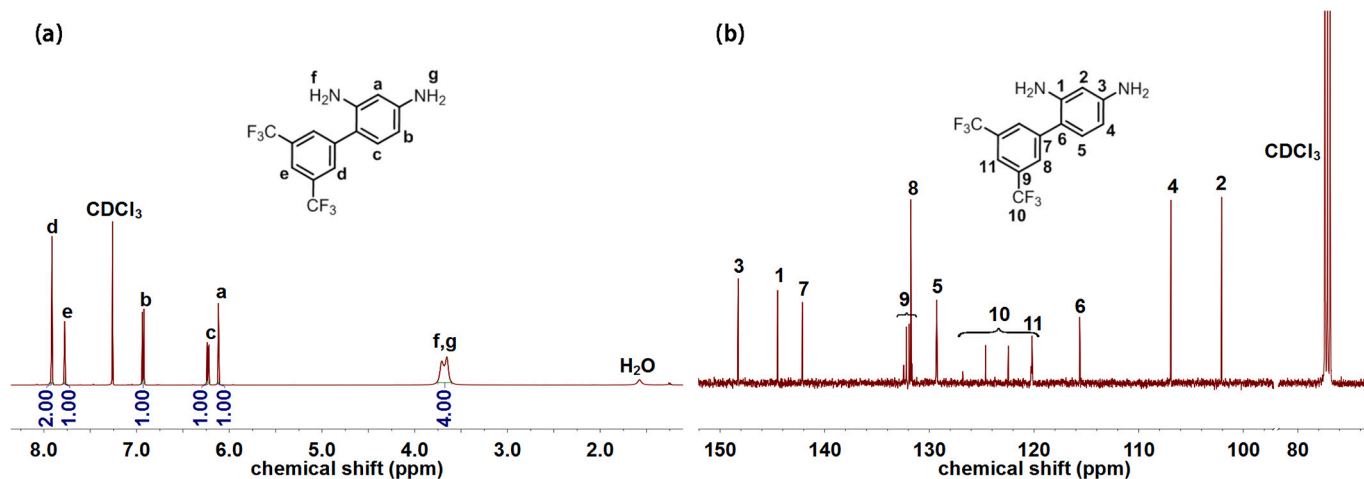 (a)
f
a
g
H₂N
NH₂
F₃C
b
c
e
d
CF₃
CDCl₃
d
e
b
c
a
f,g
H₂O
2.00
1.00
1.00
1.00
1.00
4.00
8.0 7.0 6.0 5.0 4.0 3.0 2.0
chemical shift (ppm)
(b)
2
H₂N 1 3 NH₂
F₃C
6 4
7 5
11 8
9
CF₃
10
CDCl₃
8
4
2
3
1
7
9
5
10
11
6
150 140 130 120 110 100 80
chemical shift (ppm)